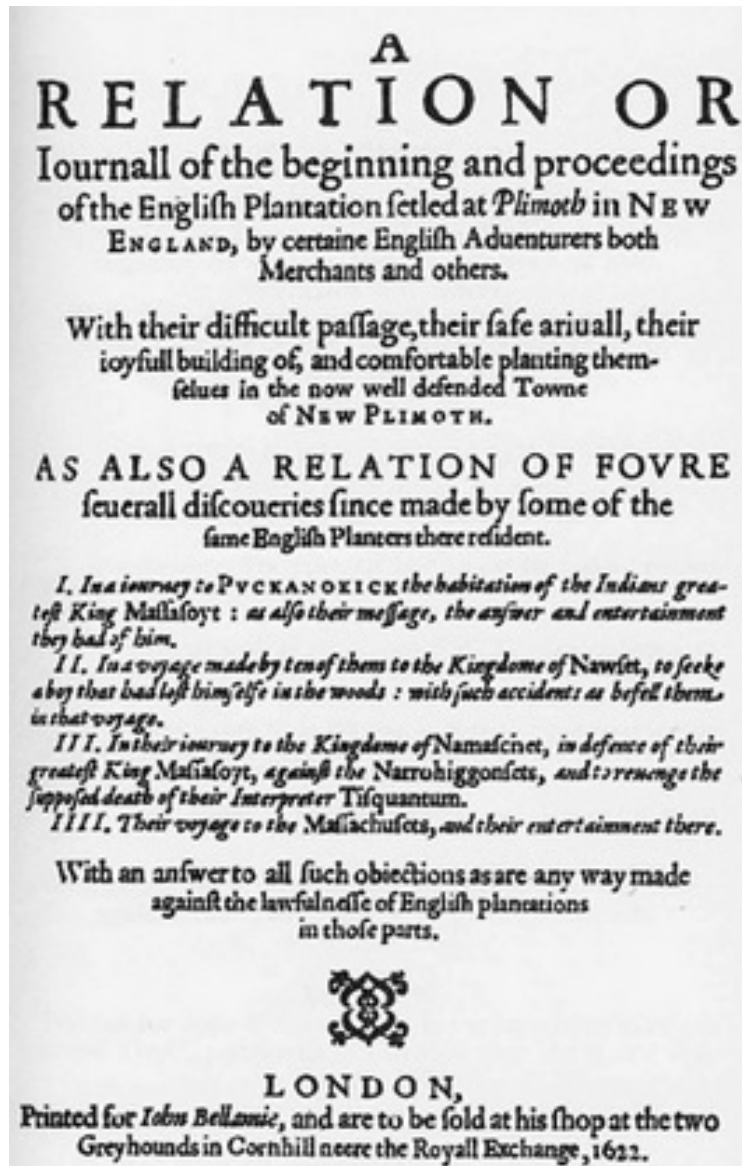 A
RELATION OR
Iournall of the beginning and proceedings
of the Engliſh Plantation ſetled at Plimoth in NEW
ENGLAND, by certaine Engliſh Aduenturers both
Merchants and others.
With their difficult paſſage, their ſafe ariuall, their
ioyfull building of, and comfortable planting them-
ſelues in the now well defended Towne
of NEW PLIMOTH.
AS ALSO A RELATION OF FOVRE
ſeuerall diſcoueries ſince made by ſome of the
ſame Engliſh Planters there reſident.
I. In a iourney to PVCKANOKICK the habitation of the Indians grea-
teſt King Maſſaſoyt : as alſo their meſſage, the anſwer and entertainment
they had of him.
II. In a voyage made by ten of them to the Kingdome of Nawſet, to ſeeke
a boy that had loſt himſelfe in the woods : with ſuch accidents as befell them
in that voyage.
III. In their iourney to the Kingdome of Namaſchet, in defence of their
greateſt King Maſſaſoyt, againſt the Narrohiggonſets, and to reuenge the
ſuppoſed death of their Interpreter Tiſquantum.
IIII. Their voyage to the Maſſachuſets, and their entertainment there.
With an anſwer to all ſuch obiections as are any way made
againſt the lawfulneſſe of Engliſh plantations
in thoſe parts.
LONDON,
Printed for Iohn Bellamie, and are to be ſold at his ſhop at the two
Greyhounds in Cornhill neere the Royall Exchange, 1622.